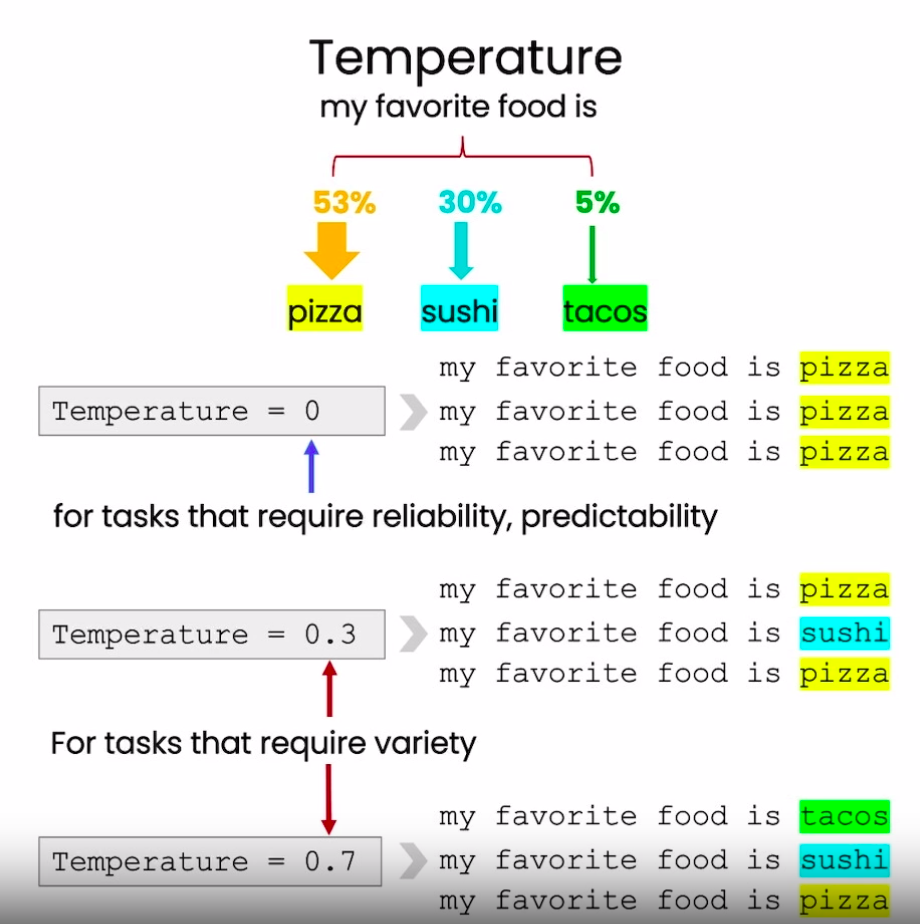 Temperature
my favorite food is
53% 30% 5%
pizza sushi tacos
my favorite food is pizza
Temperature = 0
my favorite food is pizza
my favorite food is pizza
for tasks that require reliability, predictability
my favorite food is pizza
Temperature = 0.3
my favorite food is sushi
my favorite food is pizza
For tasks that require variety
my favorite food is tacos
Temperature = 0.7
my favorite food is sushi
my favorite food is pizza